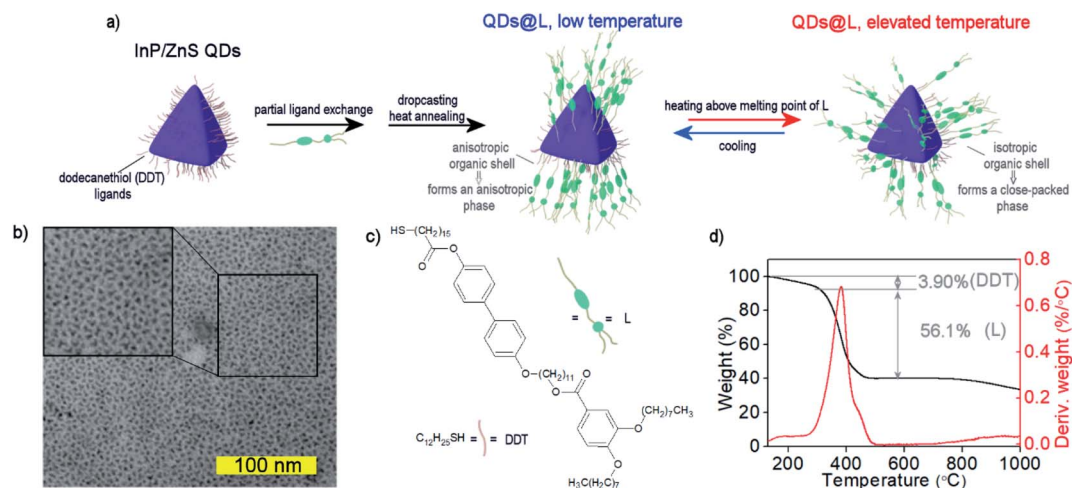 a)
InP/ZnS QDs
dodecanethiol (DDT)
ligands
partial ligand exchange
dropcasting
heat annealing
QDs@L, low temperature
anisotropic
organic shell
⇓
forms an anisotropic
phase
heating above melting point of L
cooling
QDs@L, elevated temperature
isotropic
organic shell
⇓
forms a close-packed
phase
b)
100 nm
c)
HS-(CH2)15
O
O
O
(CH2)11
O
O
O
(CH2)7CH3
O
H3C(H2C)7
= = L
C12H25SH = = DDT
d)
Weight (%)
100
80
60
40
20
0
3.90%(DDT)
56.1% (L)
0.8
0.6
0.4
0.2
0.0
Deriv. weight (%/°C)
200 400 600 800 1000
Temperature (°C)